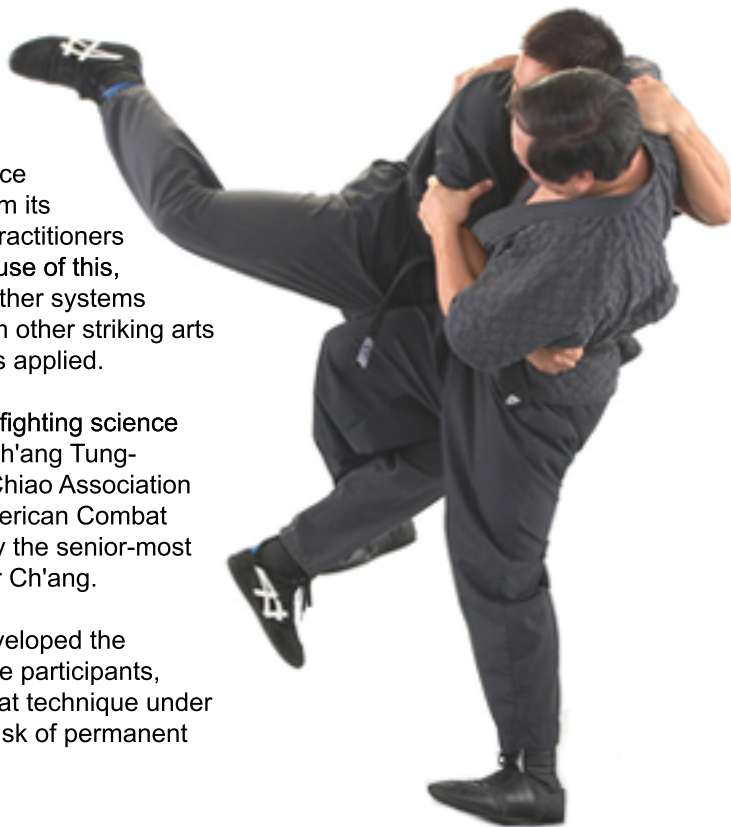 ce
m its
ractitioners
use of this,
ther systems
n other striking arts
s applied.
fighting science
h'ang Tung-
Chiao Association
erican Combat
y the senior-most
r Ch'ang.
veloped the
e participants,
at technique under
sk of permanent